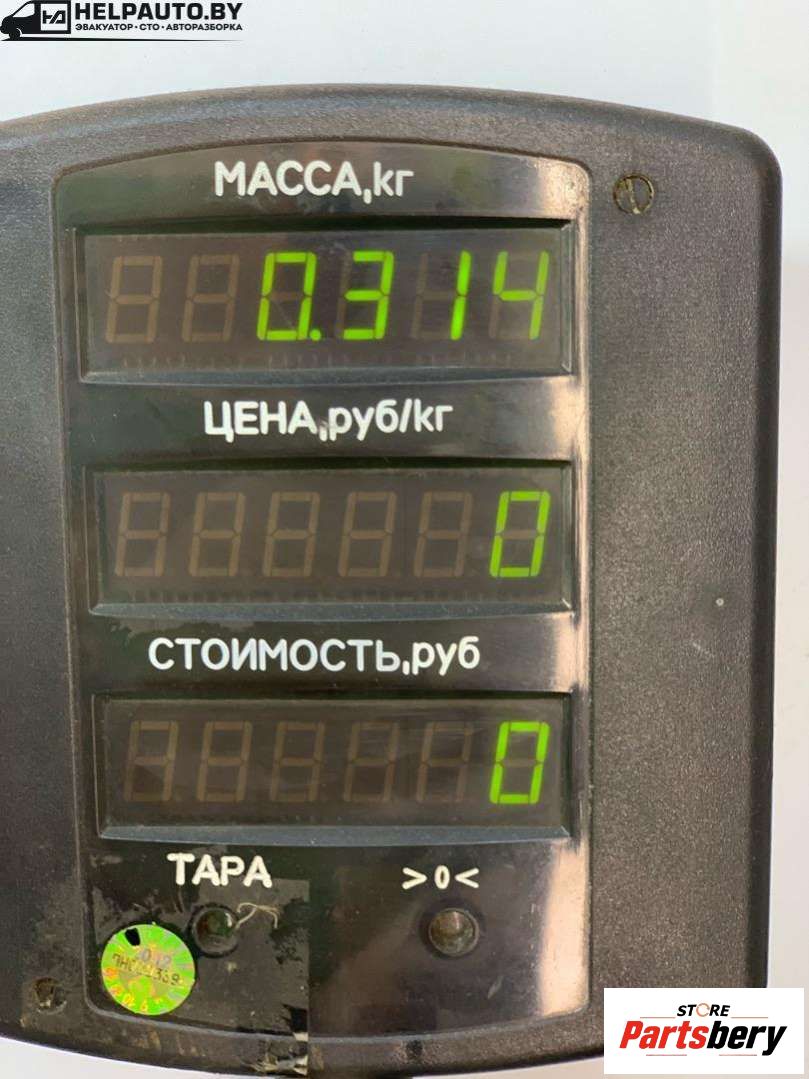 HELPAUTO.BY
ЭВАКУАТОР•СТО•АВТОРАЗБОРКА
МАССА,кг
0.314
ЦЕНА,руб/кг
0
СТОИМОСТЬ,руб
0
ТАРА >0<
STORE
Partsbery